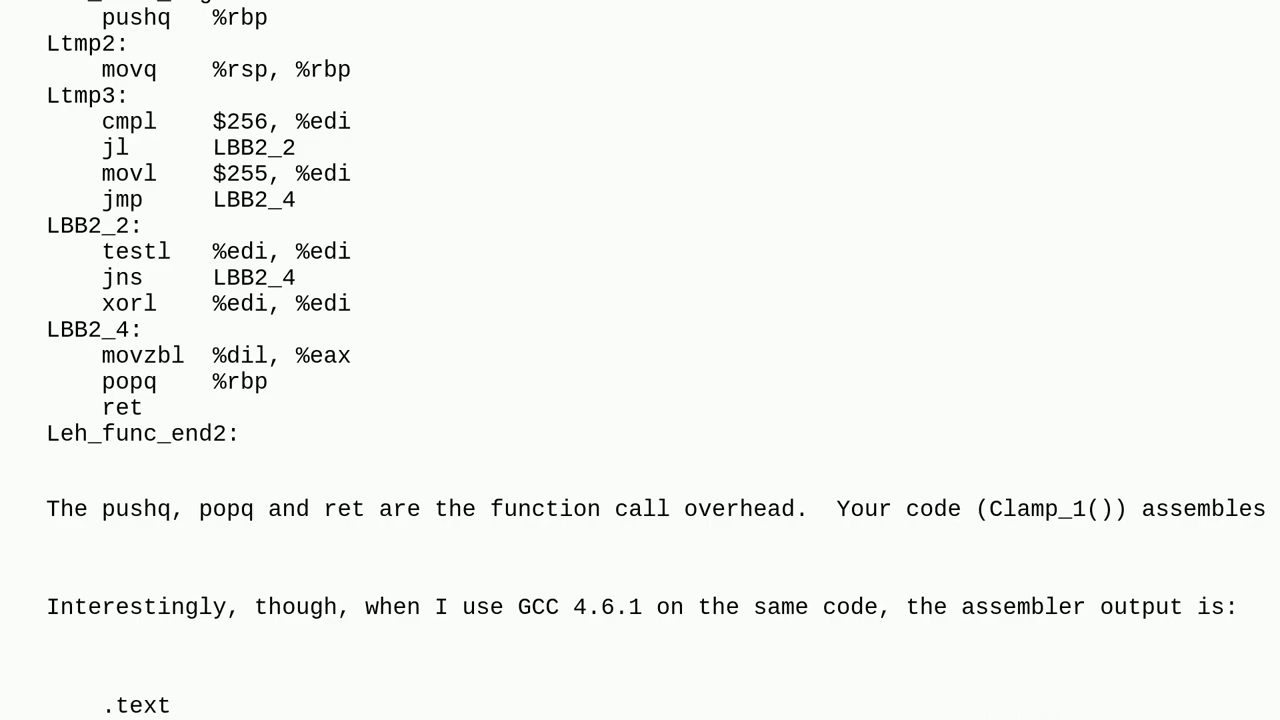 pushq %rbp
Ltmp2:
movq %rsp, %rbp
Ltmp3:
cmpl $256, %edi
jl LBB2_2
movl $255, %edi
jmp LBB2_4
LBB2_2:
testl %edi, %edi
jns LBB2_4
xorl %edi, %edi
LBB2_4:
movzbl %dil, %eax
popq %rbp
ret
Leh_func_end2:
The pushq, popq and ret are the function call overhead.  Your code (Clamp_1()) assembles
Interestingly, though, when I use GCC 4.6.1 on the same code, the assembler output is:
.text